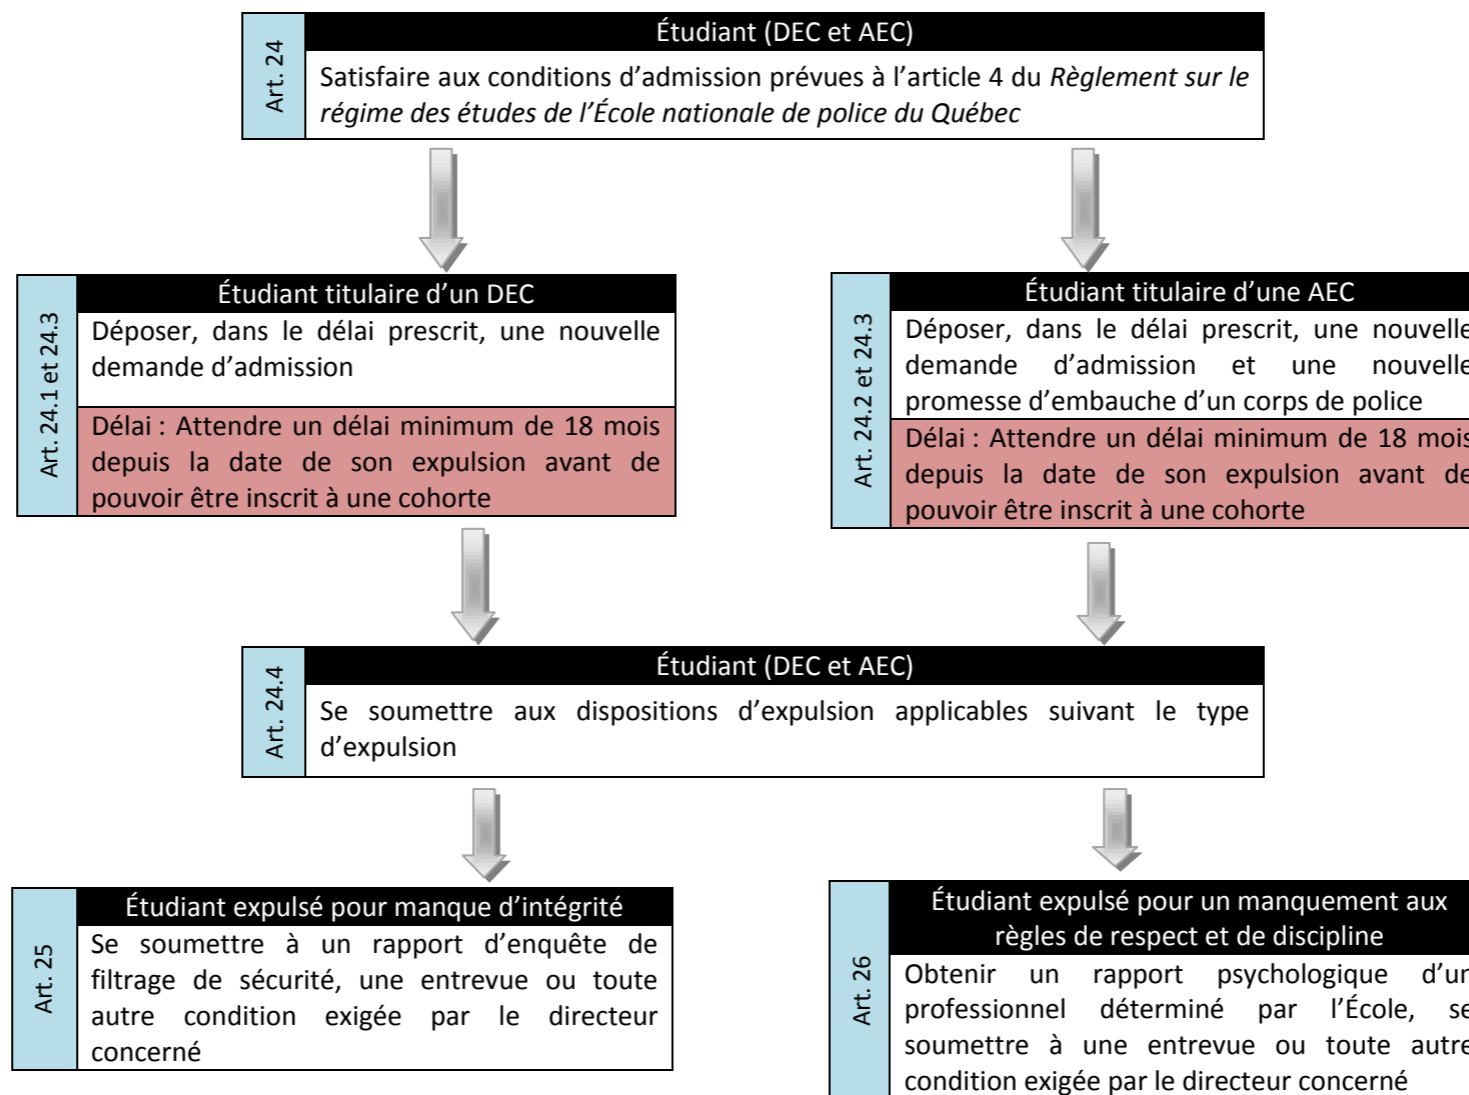 Art. 24
Étudiant (DEC et AEC)
Satisfaire aux conditions d’admission prévues à l’article 4 du Règlement sur le
régime des études de l’École nationale de police du Québec
Art. 24.1 et 24.3
Étudiant titulaire d’un DEC
Déposer, dans le délai prescrit, une nouvelle
demande d’admission
Délai : Attendre un délai minimum de 18 mois
depuis la date de son expulsion avant de
pouvoir être inscrit à une cohorte
Art. 24.2 et 24.3
Étudiant titulaire d’une AEC
Déposer, dans le délai prescrit, une nouvelle
demande d’admission et une nouvelle
promesse d’embauche d’un corps de police
Délai : Attendre un délai minimum de 18 mois
depuis la date de son expulsion avant de
pouvoir être inscrit à une cohorte
Art. 24.4
Étudiant (DEC et AEC)
Se soumettre aux dispositions d’expulsion applicables suivant le type
d’expulsion
Art. 25
Étudiant expulsé pour manque d’intégrité
Se soumettre à un rapport d’enquête de
filtrage de sécurité, une entrevue ou toute
autre condition exigée par le directeur
concerné
Art. 26
Étudiant expulsé pour un manquement aux
règles de respect et de discipline
Obtenir un rapport psychologique d’un
professionnel déterminé par l’École, se
soumettre à une entrevue ou toute autre
condition exigée par le directeur concerné